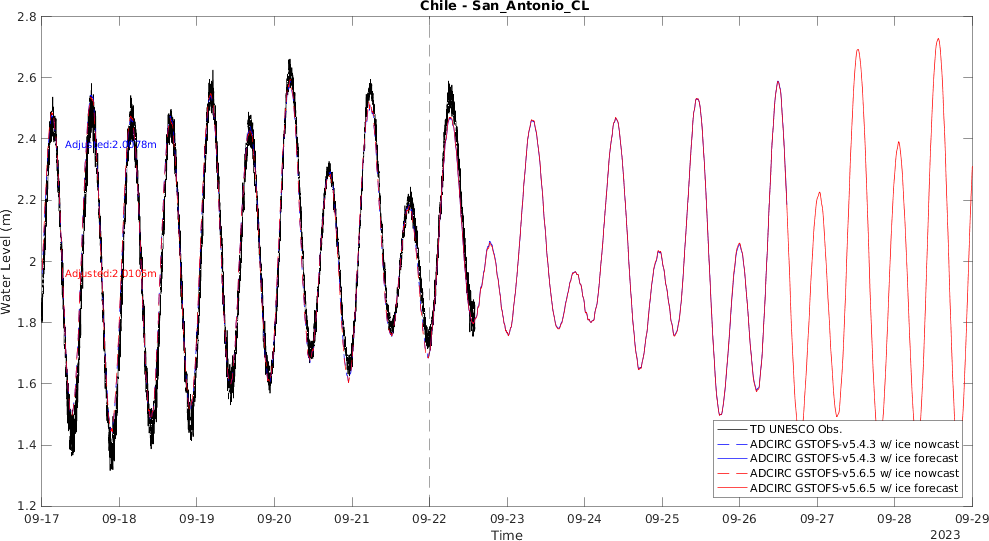 Chile - San_Antonio_CL
2.8
2.6
2.4
2.2
2
1.8
1.6
1.4
1.2
Water Level (m)
Adjusted:2.0078m
Adjusted:2.0106m
TD UNESCO Obs.
ADCIRC GSTOFS-v5.4.3 w/ ice nowcast
ADCIRC GSTOFS-v5.4.3 w/ ice forecast
ADCIRC GSTOFS-v5.6.5 w/ ice nowcast
ADCIRC GSTOFS-v5.6.5 w/ ice forecast
09-17 09-18 09-19 09-20 09-21 09-22 09-23 09-24 09-25 09-26 09-27 09-28 09-29
Time
2023